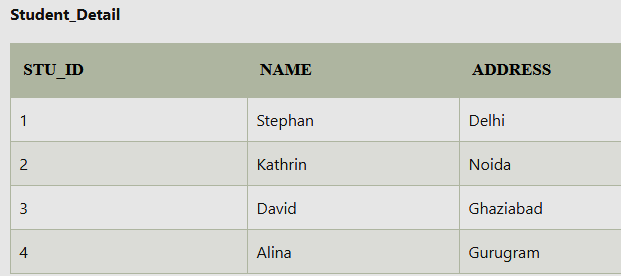 Student_Detail
STU_ID NAME ADDRESS
1 Stephan Delhi
2 Kathrin Noida
3 David Ghaziabad
4 Alina Gurugram